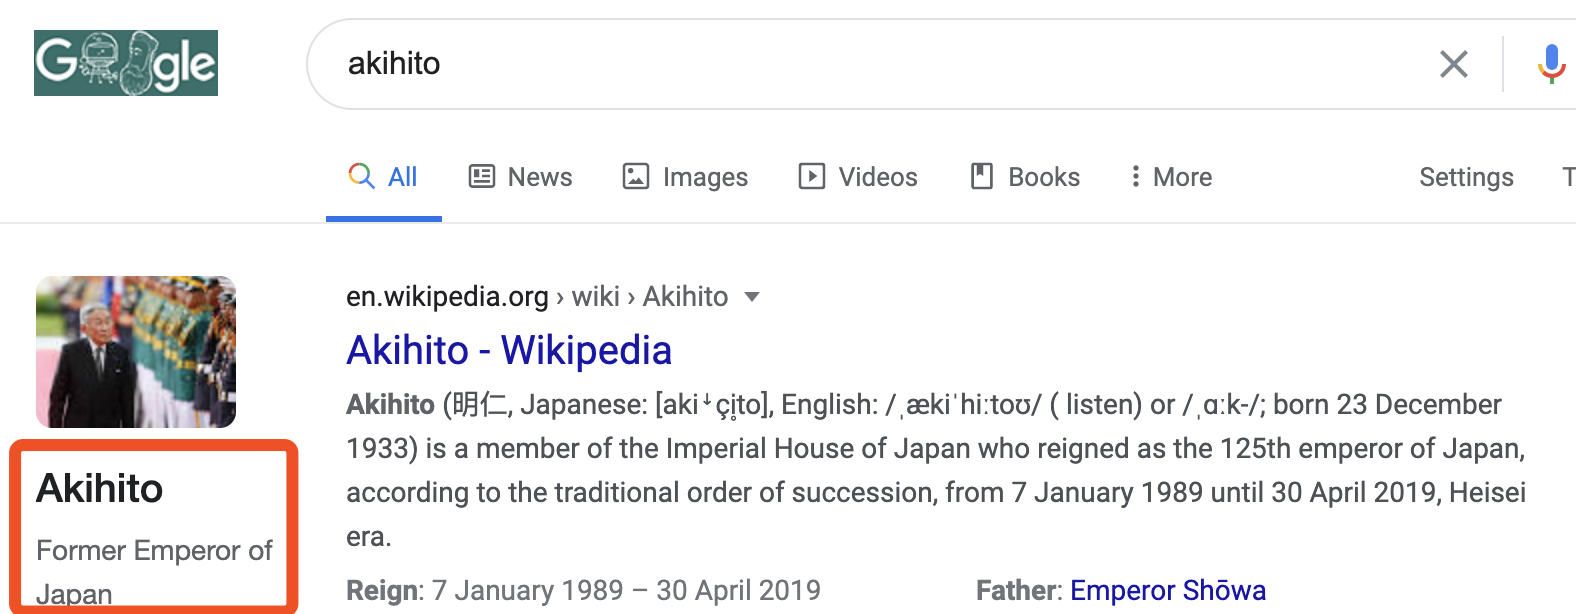 Google
akihito
All News Images Videos Books More Settings
en.wikipedia.org › wiki › Akihito
Akihito - Wikipedia
Akihito (明仁, Japanese: [akiꜜçi̥to], English: /ˌækiˈhiːtoʊ/ ( listen) or /ˌɑːk-/; born 23 December
1933) is a member of the Imperial House of Japan who reigned as the 125th emperor of Japan,
according to the traditional order of succession, from 7 January 1989 until 30 April 2019, Heisei
era.
Reign: 7 January 1989 – 30 April 2019 Father: Emperor Shōwa
Akihito
Former Emperor of
Japan